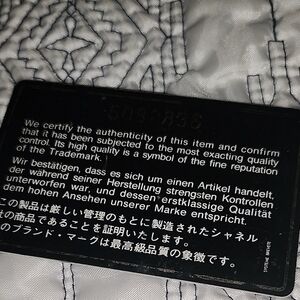 We certify the authenticity of this item and confirm
that it has been subjected to the most exacting quality
control. Its high quality is a symbol of the fine reputation
of the Trademark.
Wir bestätigen, dass es sich um einen Artikel handelt,
der während seiner Herstellung strengsten Kontrollen
unterworfen war, und dessen erstklassige Qualität
dem hohen Ansehen unserer Marke entspricht.
この製品は厳しい管理のもとに製造されたシャネル
社の商品であることを証明いたします。
このブランド・マークは最高級品質の象徴です。